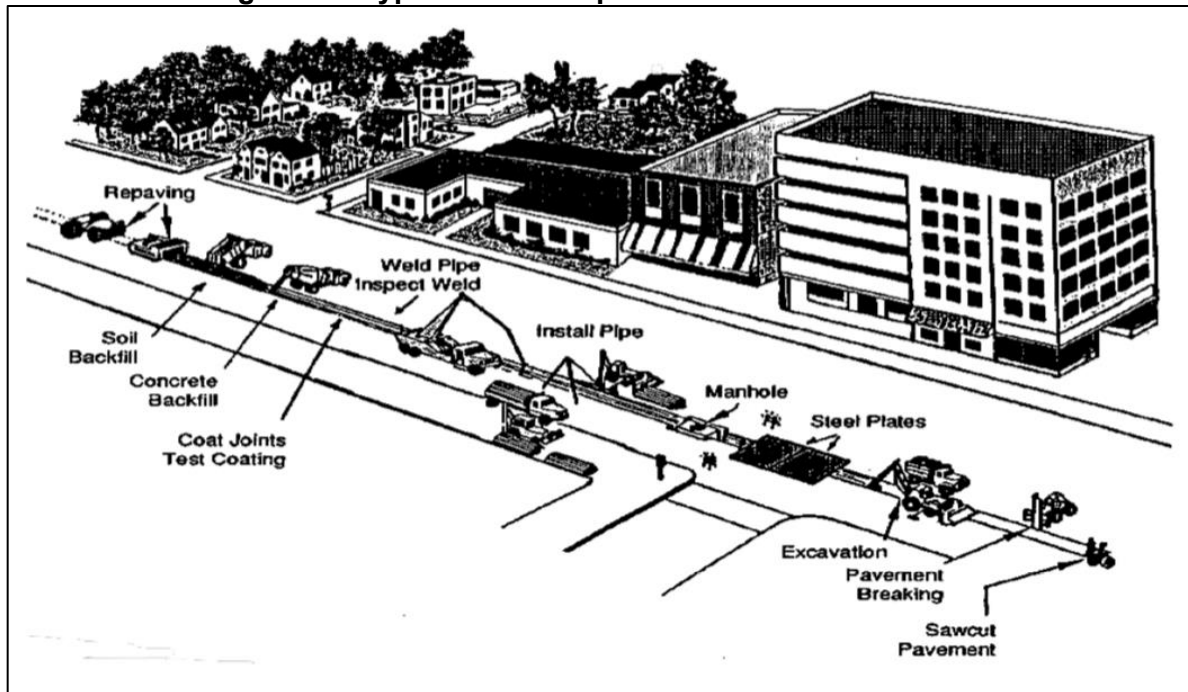 Repaving
Weld Pipe
Inspect Weld
Install Pipe
Soil
Backfill
Concrete
Backfill
Manhole
Steel Plates
Coat Joints
Test Coating
Excavation
Pavement
Breaking
Sawcut
Pavement